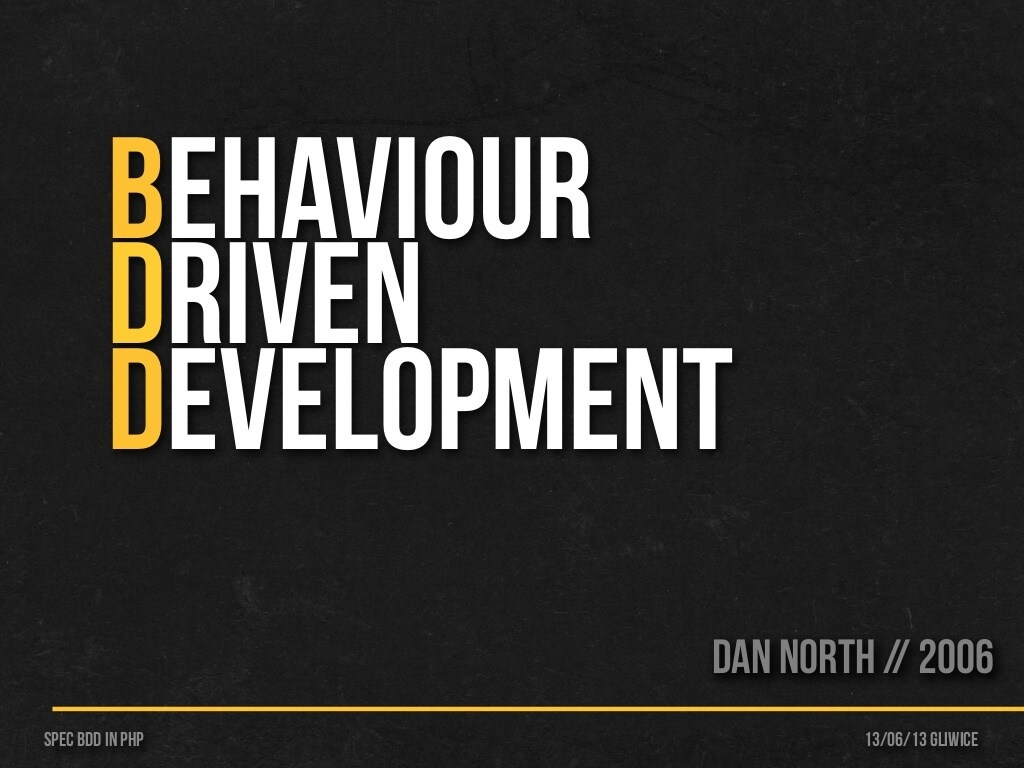 BEHAVIOUR
DRIVEN
DEVELOPMENT
DAN NORTH // 2006
SPEC BDD IN PHP
13/06/13 GLIWICE